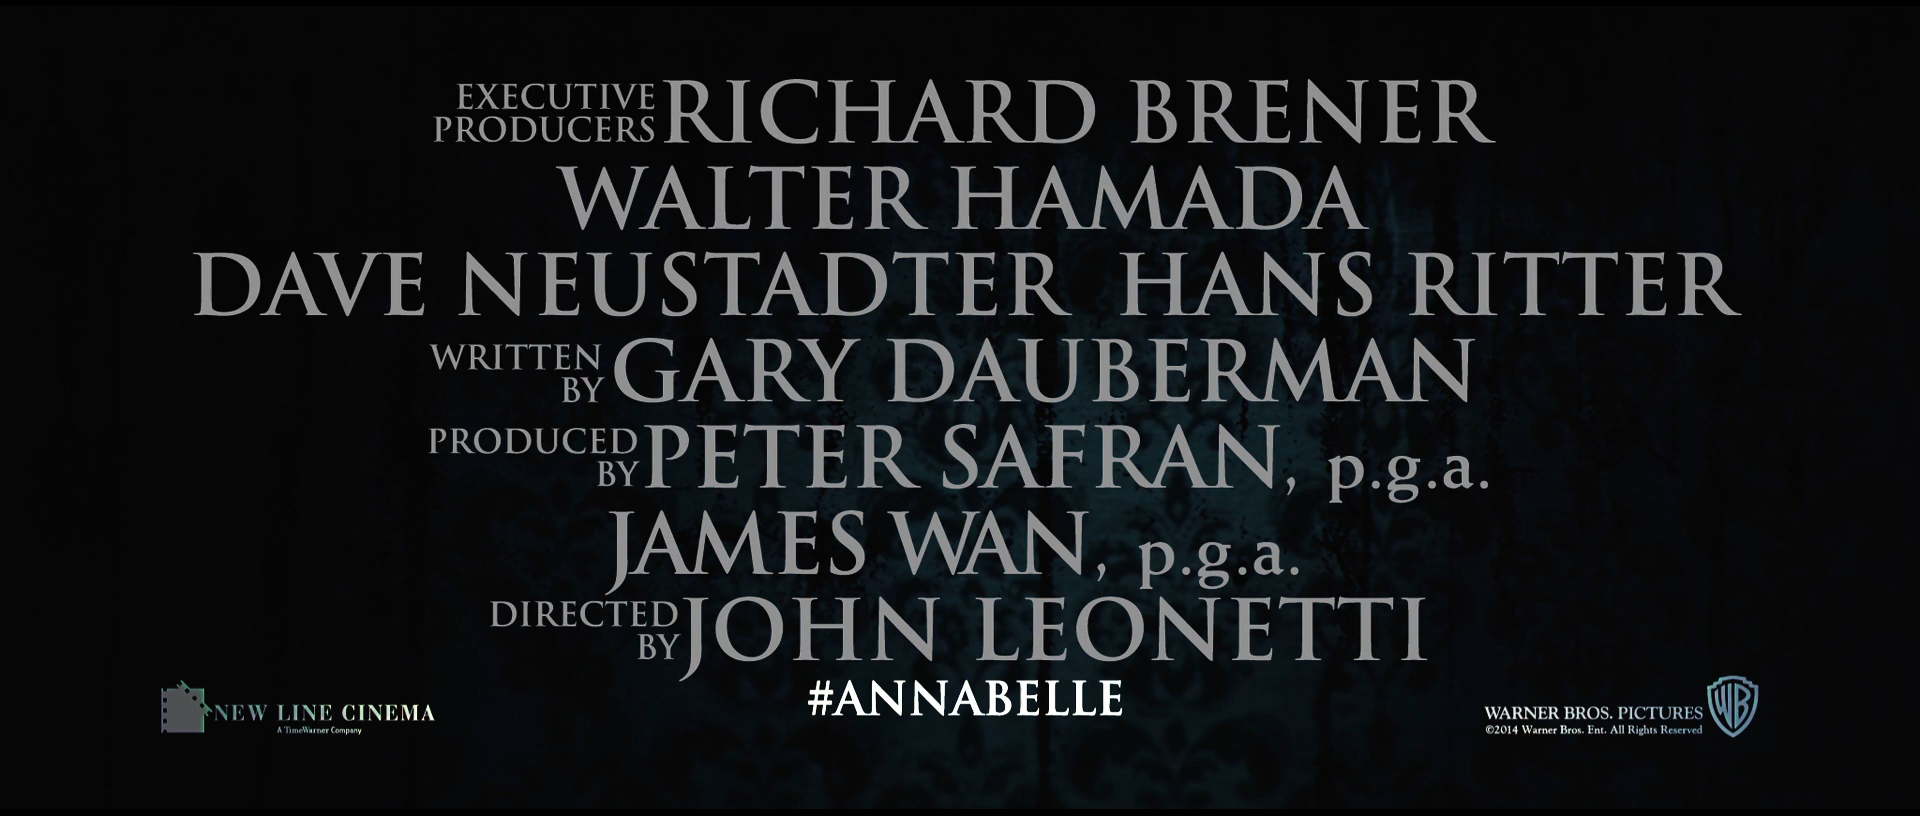 EXECUTIVE PRODUCERS RICHARD BRENER
WALTER HAMADA
DAVE NEUSTADTER HANS RITTER
WRITTEN BY GARY DAUBERMAN
PRODUCED BY PETER SAFRAN, p.g.a.
JAMES WAN, p.g.a.
DIRECTED BY JOHN LEONETTI
#ANNABELLE
NEW LINE CINEMA
A TimeWarner Company
WARNER BROS. PICTURES
©2014 Warner Bros. Ent. All Rights Reserved
WB